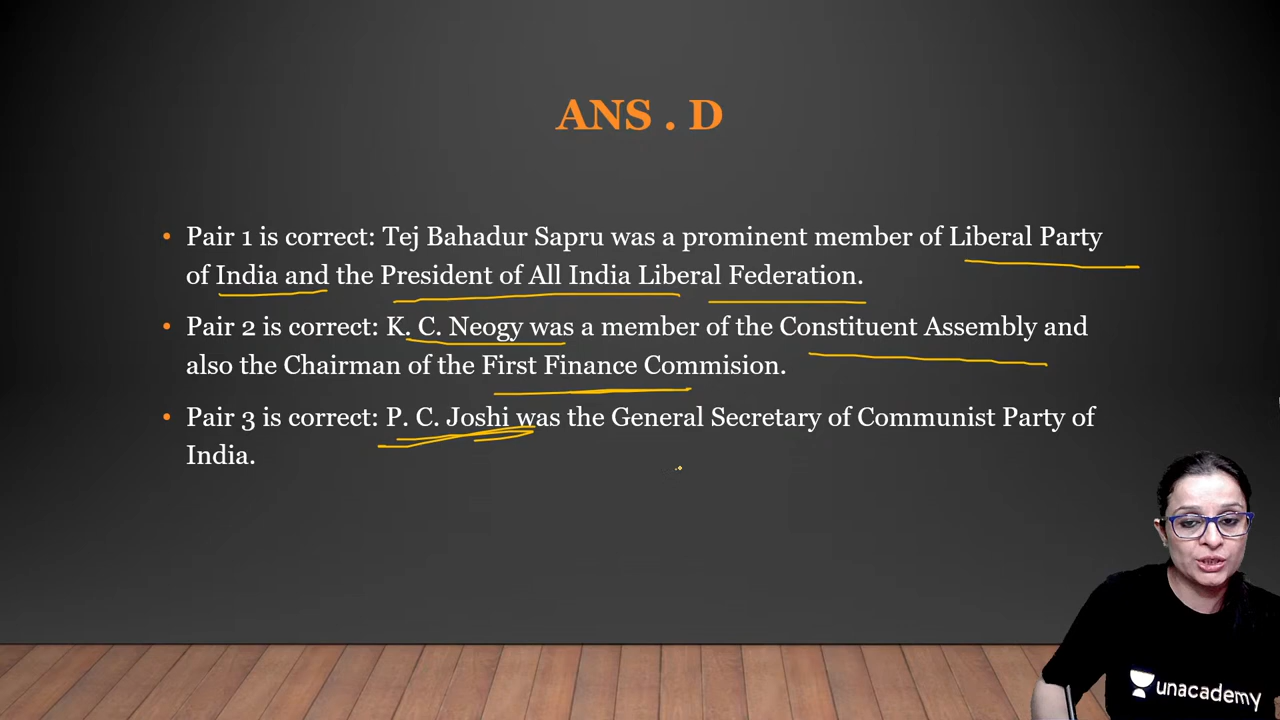 ANS . D
• Pair 1 is correct: Tej Bahadur Sapru was a prominent member of Liberal Party
of India and the President of All India Liberal Federation.
• Pair 2 is correct: K. C. Neogy was a member of the Constituent Assembly and
also the Chairman of the First Finance Commision.
• Pair 3 is correct: P. C. Joshi was the General Secretary of Communist Party of
India.
unacademy